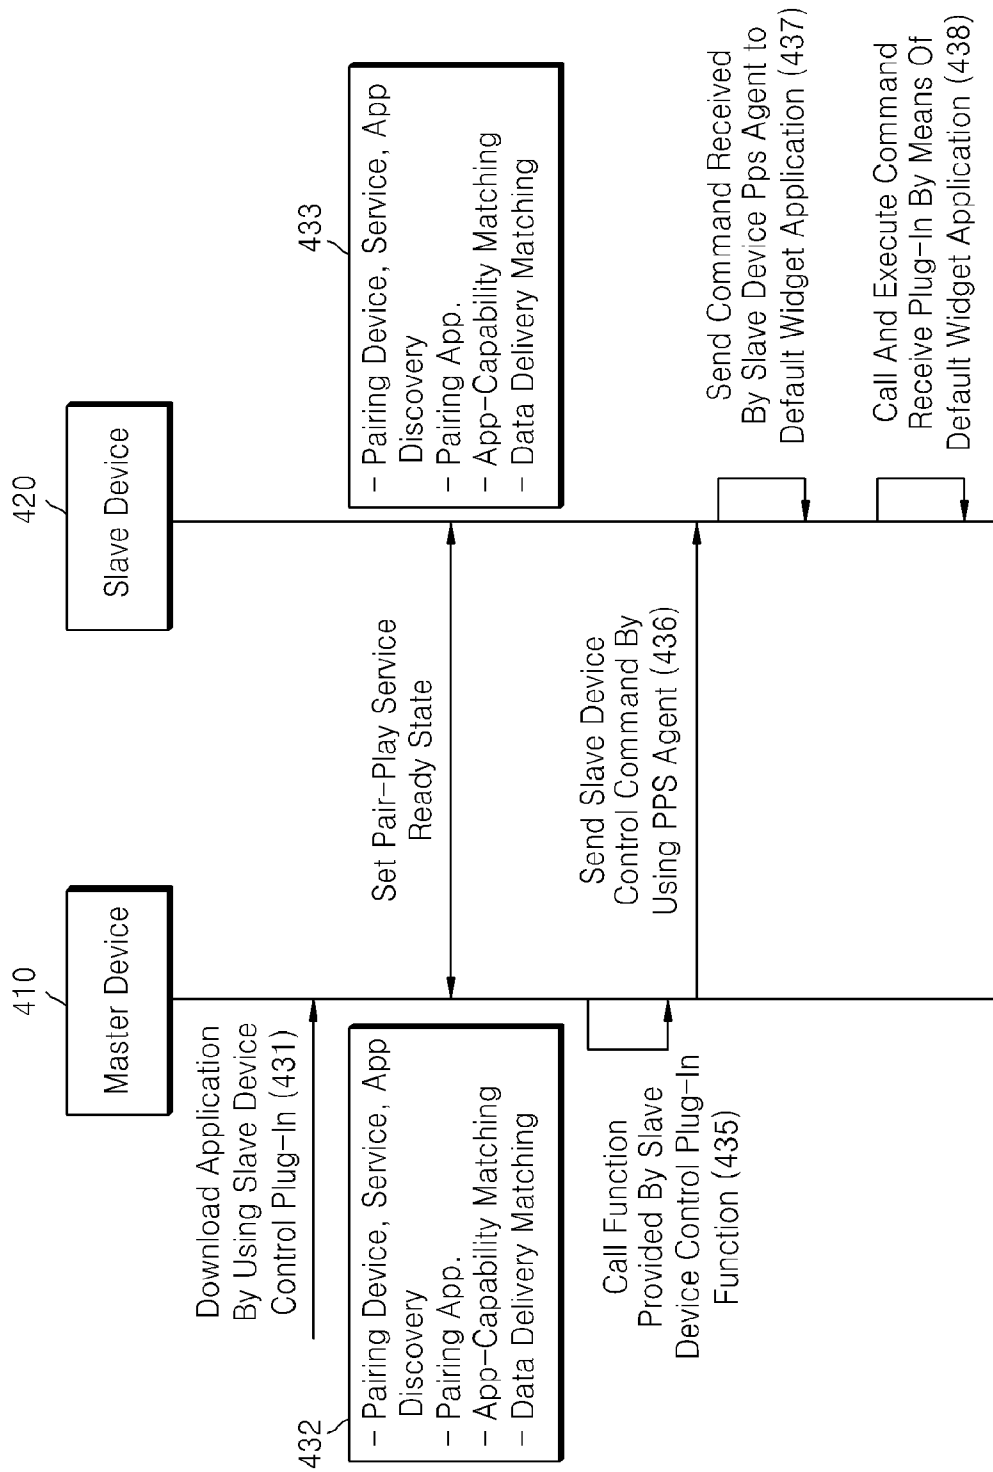 410
Master Device
420
Slave Device
Download Application
By Using Slave Device
Control Plug-In (431)
432
- Pairing Device, Service, App
Discovery
- Pairing App.
- App-Capability Matching
- Data Delivery Matching
433
- Pairing Device, Service, App
Discovery
- Pairing App.
- App-Capability Matching
- Data Delivery Matching
Set Pair-Play Service
Ready State
Call Function
Provided By Slave
Device Control Plug-In
Function (435)
Send Slave Device
Control Command By
Using PPS Agent (436)
Send Command Received
By Slave Device Pps Agent to
Default Widget Application (437)
Call And Execute Command
Receive Plug-In By Means Of
Default Widget Application (438)